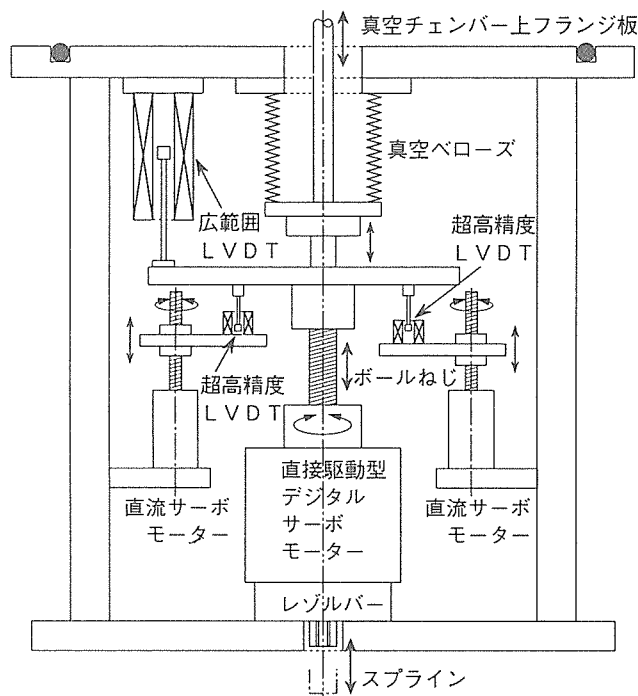 真空チェンバー上フランジ板
真空ベローズ
広範囲
ＬＶＤＴ
超高精度
ＬＶＤＴ
超高精度
ＬＶＤＴ
ボールねじ
直流サーボ
モーター
直接駆動型
デジタル
サーボ
モーター
直流サーボ
モーター
レゾルバー
スプライン